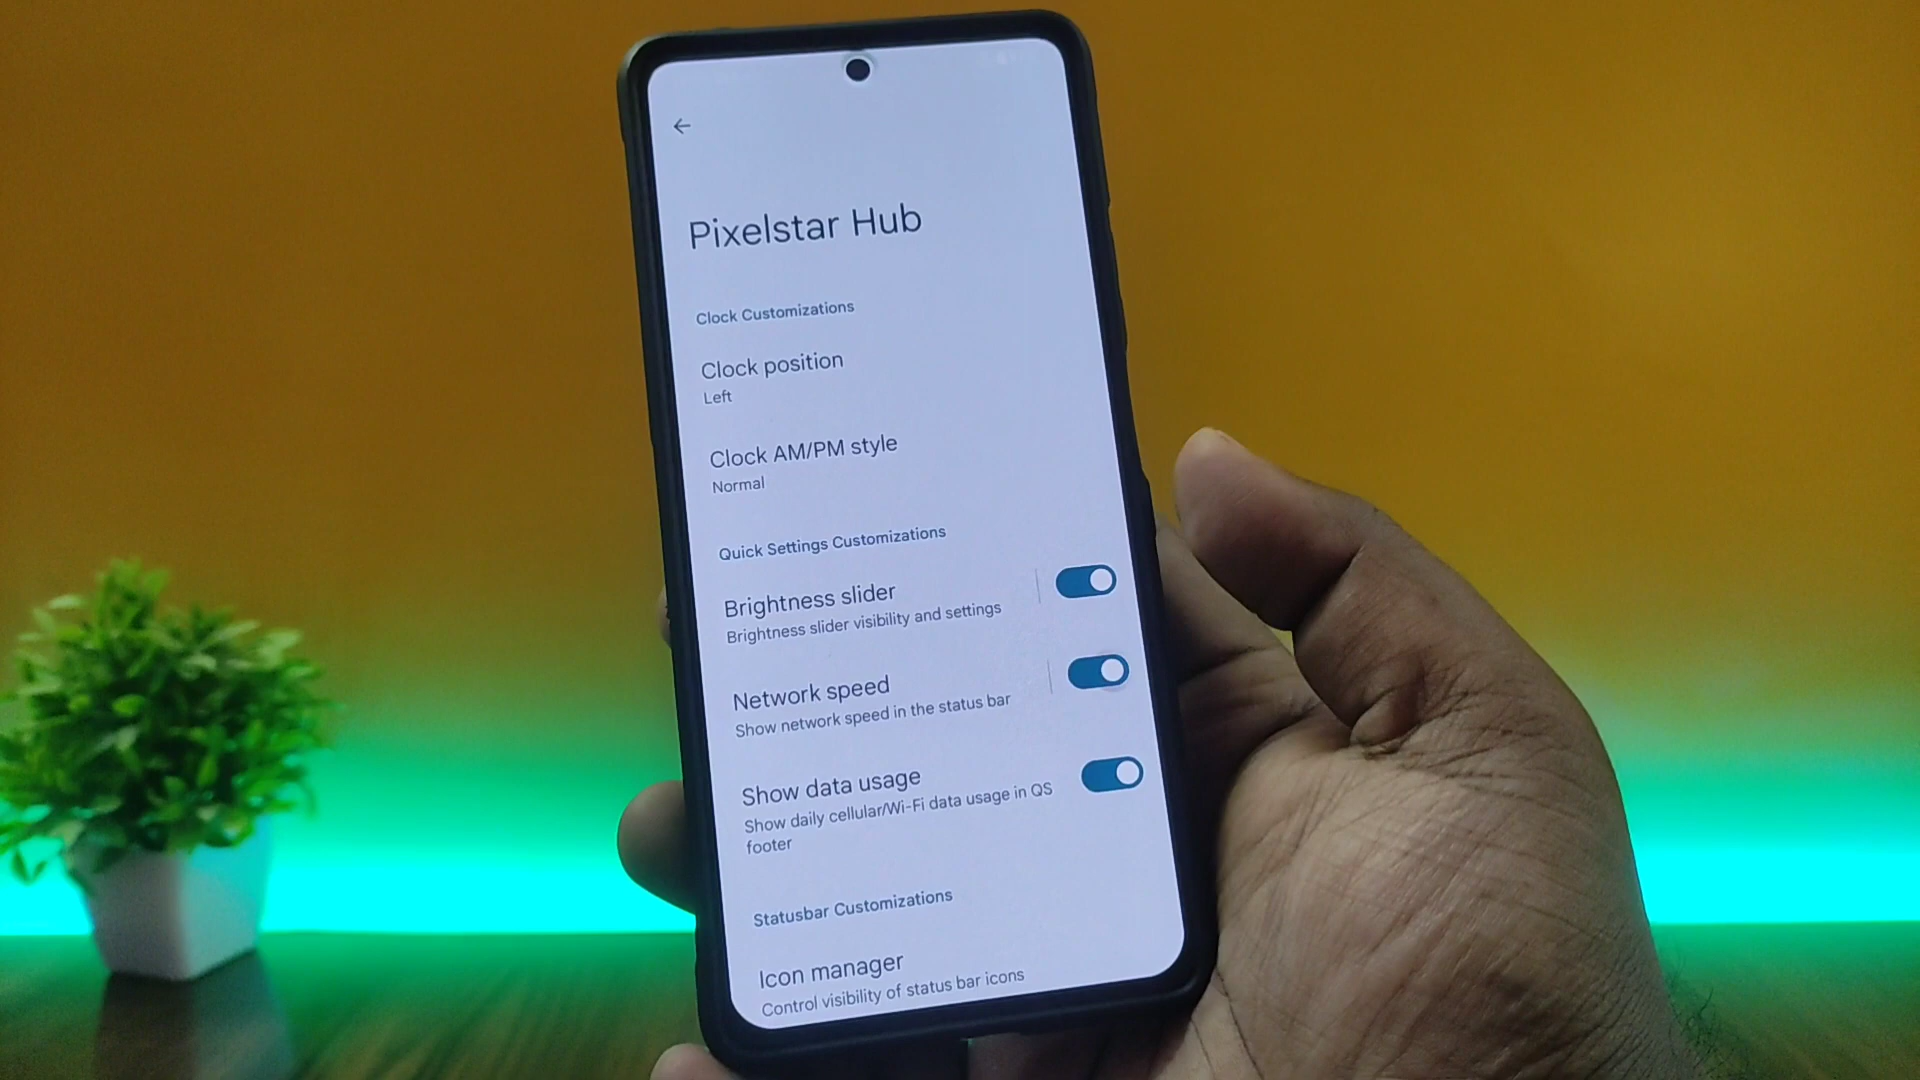 Pixelstar Hub
Clock Customizations
Clock position
Left
Clock AM/PM style
Normal
Quick Settings Customizations
Brightness slider
Brightness slider visibility and settings
Network speed
Show network speed in the status bar
Show data usage
Show daily cellular/Wi-Fi data usage in QS
footer
Statusbar Customizations
Icon manager
Control visibility of status bar icons